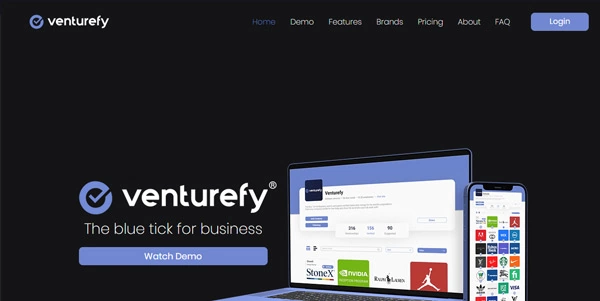 venturefy
Home Demo Features Brands Pricing About FAQ Login
venturefy®
The blue tick for business
Watch Demo
venturefy
Venturefy
216 156 90
StoneX NVIDIA RALPH LAUREN
VISA